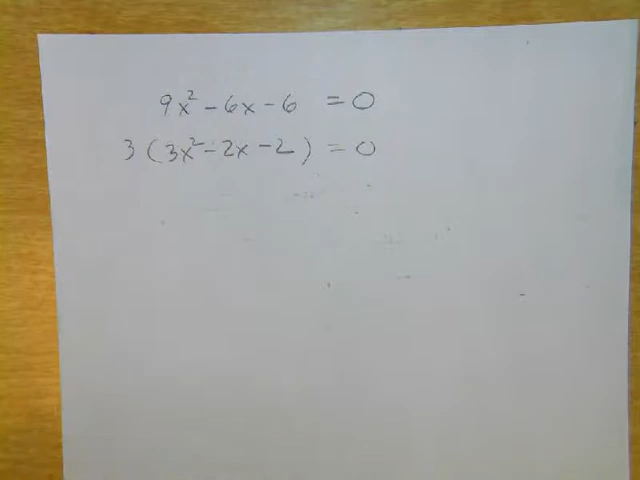 9x² - 6x - 6 = 0
3 (3x² - 2x - 2) = 0